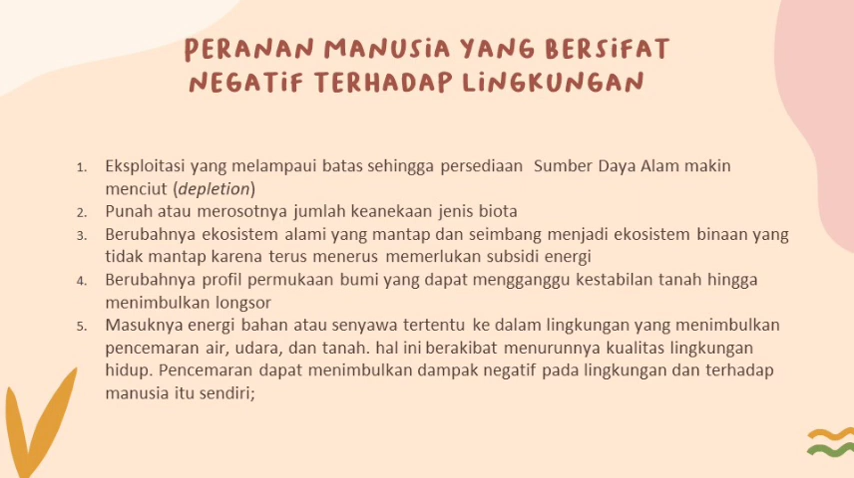 PERANAN MANUSIA YANG BERSIFAT
NEGATIF TERHADAP LINGKUNGAN
1. Eksploitasi yang melampaui batas sehingga persediaan Sumber Daya Alam makin
menciut (depletion)
2. Punah atau merosotnya jumlah keanekaan jenis biota
3. Berubahnya ekosistem alami yang mantap dan seimbang menjadi ekosistem binaan yang
tidak mantap karena terus menerus memerlukan subsidi energi
4. Berubahnya profil permukaan bumi yang dapat mengganggu kestabilan tanah hingga
menimbulkan longsor
5. Masuknya energi bahan atau senyawa tertentu ke dalam lingkungan yang menimbulkan
pencemaran air, udara, dan tanah. hal ini berakibat menurunnya kualitas lingkungan
hidup. Pencemaran dapat menimbulkan dampak negatif pada lingkungan dan terhadap
manusia itu sendiri;